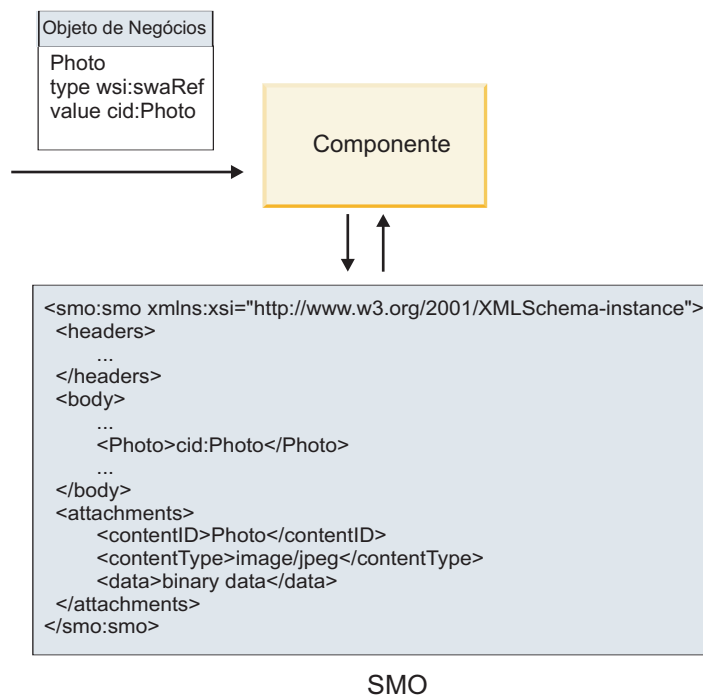 Objeto de Negócios
Photo
type wsi:swaRef
value cid:Photo
Componente
<smo:smo xmlns:xsi="http://www.w3.org/2001/XMLSchema-instance">
<headers>
...
</headers>
<body>
...
<Photo>cid:Photo</Photo>
...
</body>
<attachments>
<contentID>Photo</contentID>
<contentType>image/jpeg</contentType>
<data>binary data</data>
</attachments>
</smo:smo>
SMO